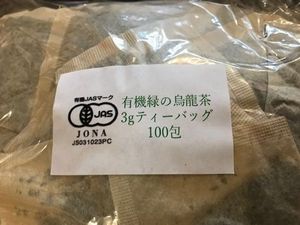 有機JASマーク
JAS
JONA
JS031023PC
有機緑の烏龍茶
3gティーバッグ
100包